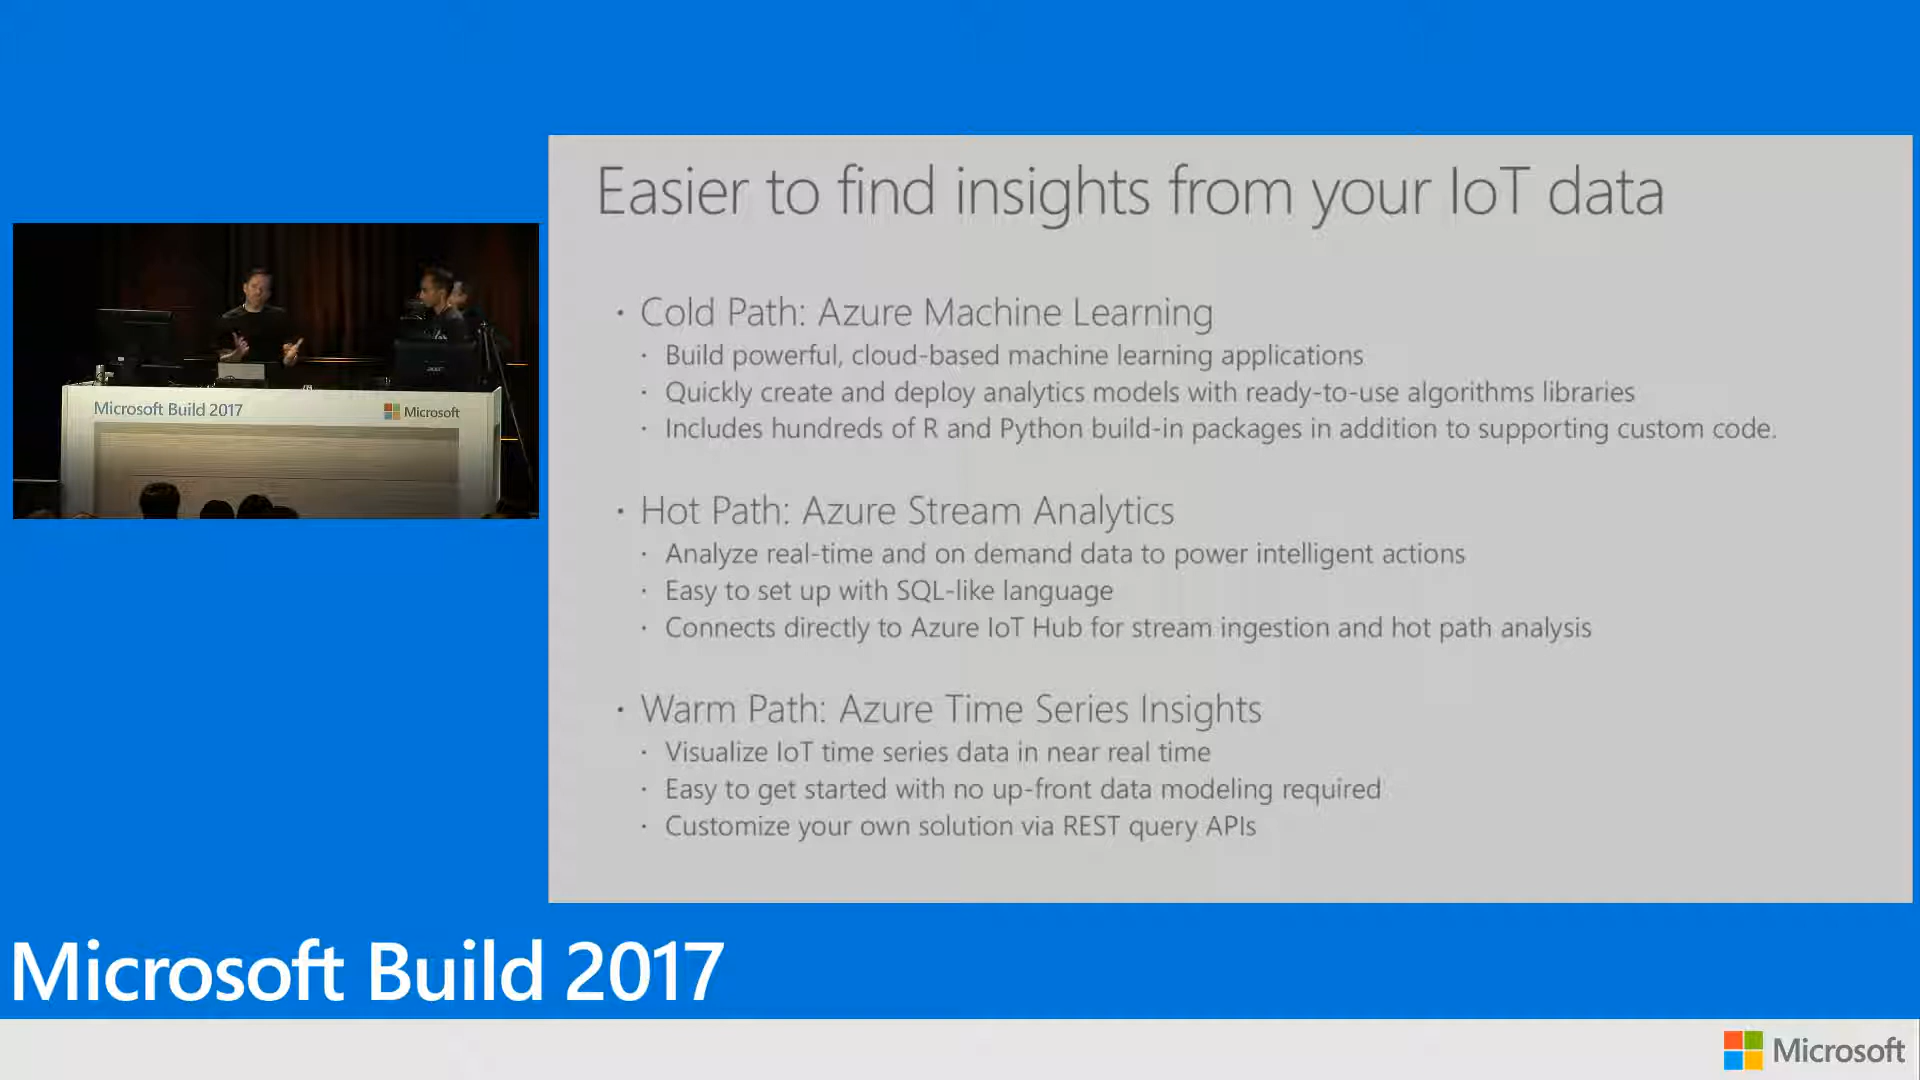 Easier to find insights from your IoT data
· Cold Path: Azure Machine Learning
· Build powerful, cloud-based machine learning applications
· Quickly create and deploy analytics models with ready-to-use algorithms libraries
· Includes hundreds of R and Python build-in packages in addition to supporting custom code.
· Hot Path: Azure Stream Analytics
· Analyze real-time and on demand data to power intelligent actions
· Easy to set up with SQL-like language
· Connects directly to Azure IoT Hub for stream ingestion and hot path analysis
· Warm Path: Azure Time Series Insights
· Visualize IoT time series data in near real time
· Easy to get started with no up-front data modeling required
· Customize your own solution via REST query APIs
Microsoft Build 2017
Microsoft
Microsoft Build 2017
Microsoft